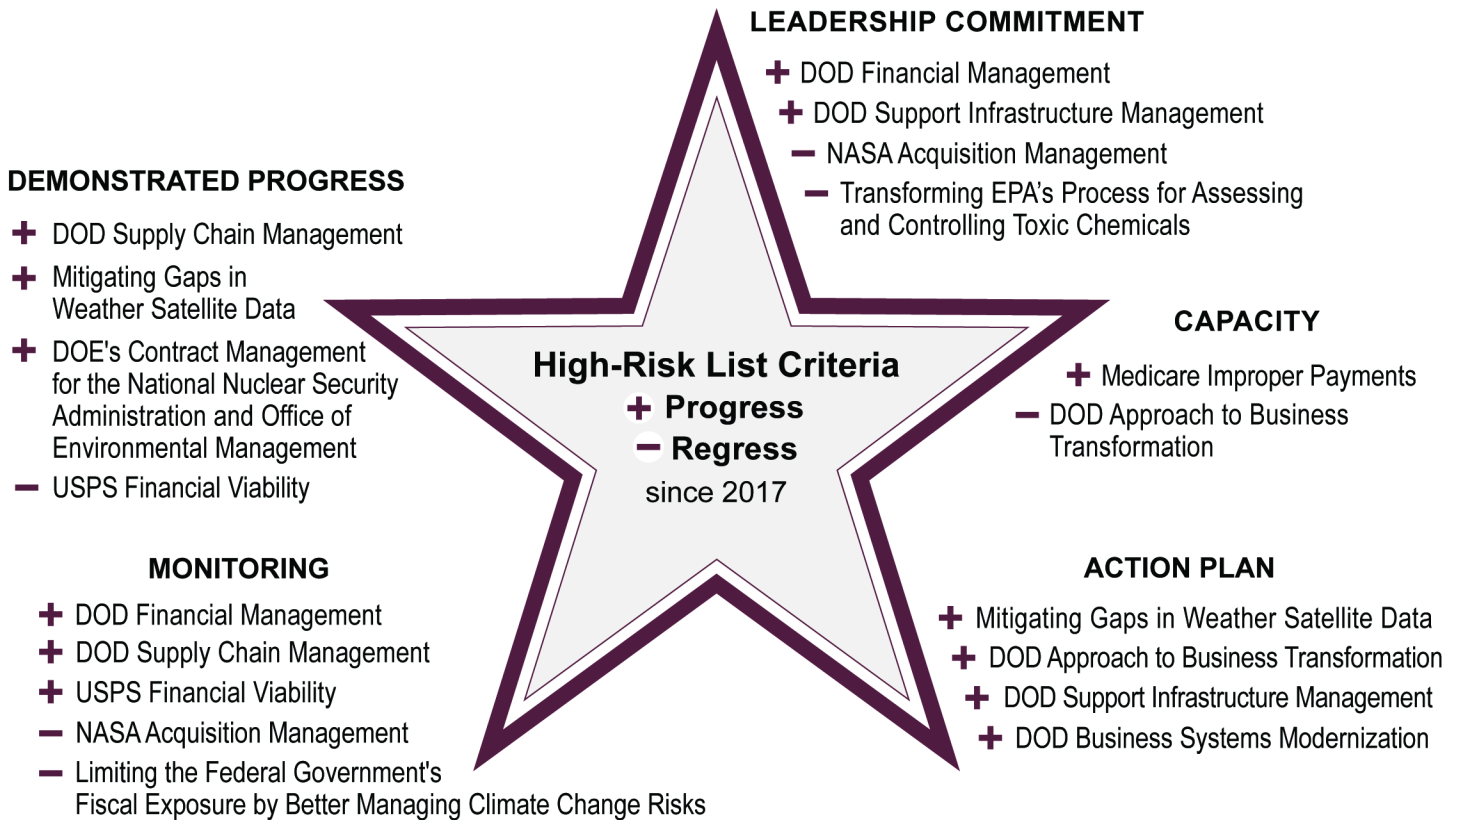 LEADERSHIP COMMITMENT
+ DOD Financial Management
+ DOD Support Infrastructure Management
− NASA Acquisition Management
− Transforming EPA’s Process for Assessing
and Controlling Toxic Chemicals
DEMONSTRATED PROGRESS
+ DOD Supply Chain Management
+ Mitigating Gaps in
Weather Satellite Data
+ DOE's Contract Management
for the National Nuclear Security
Administration and Office of
Environmental Management
− USPS Financial Viability
High-Risk List Criteria
+ Progress
− Regress
since 2017
CAPACITY
+ Medicare Improper Payments
− DOD Approach to Business
Transformation
MONITORING
+ DOD Financial Management
+ DOD Supply Chain Management
+ USPS Financial Viability
− NASA Acquisition Management
− Limiting the Federal Government's
Fiscal Exposure by Better Managing Climate Change Risks
ACTION PLAN
+ Mitigating Gaps in Weather Satellite Data
+ DOD Approach to Business Transformation
+ DOD Support Infrastructure Management
+ DOD Business Systems Modernization